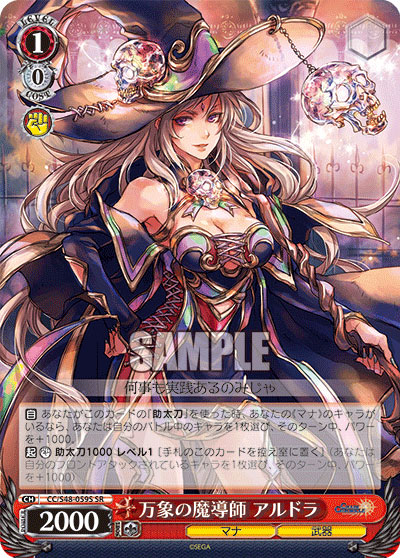 LEVEL
1
0
COST
SAMPLE
何事も実践あるのみじゃ
自 あなたがこのカードの「助太刀」を使った時、あなたの《マナ》のキャラが
いるなら、あなたは自分のバトル中のキャラを1枚選び、そのターン中、パワー
を+1000。
起 助太刀1000 レベル1 [手札のこのカードを控え室に置く] (あなたは
自分のフロントアタックされているキャラを1枚選び、そのターン中、パワー
を+1000)
CH CC/S48-059S SR
POWER
2000
万象の魔導師 アルドラ
マナ 武器
©SEGA